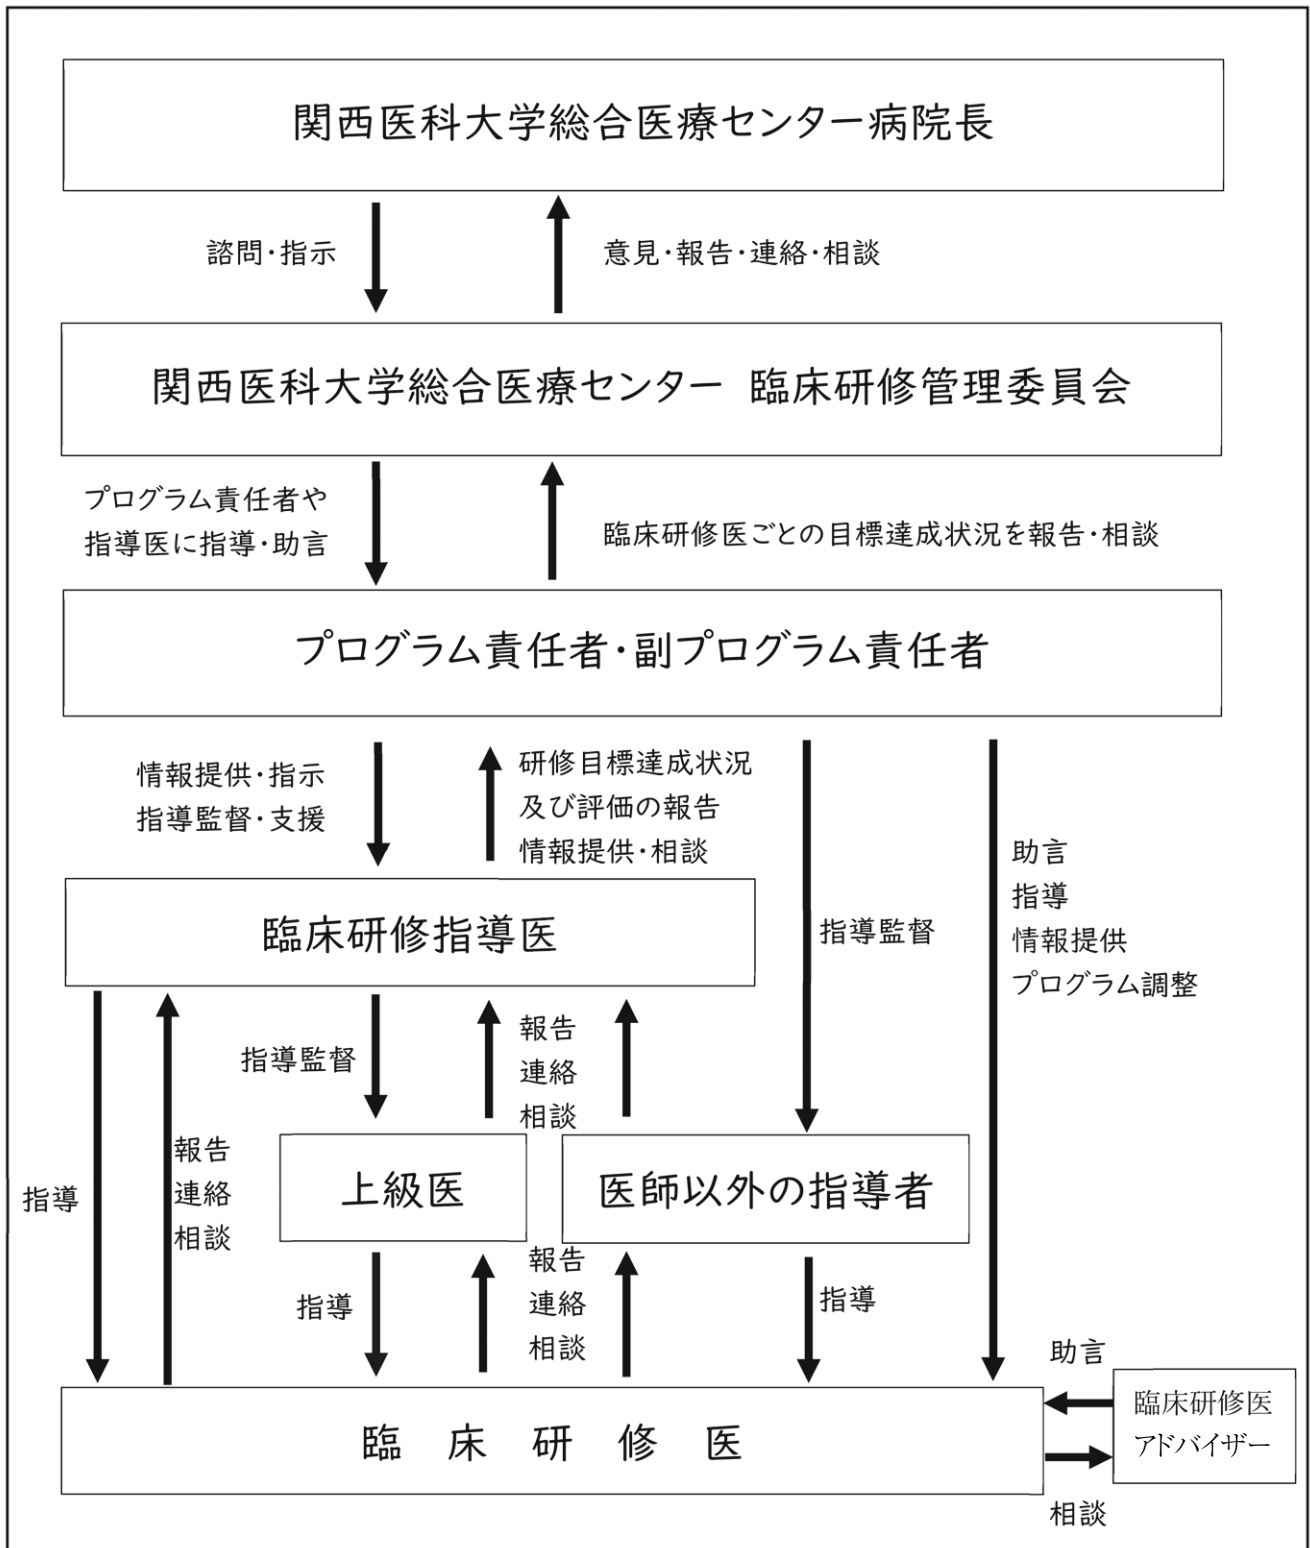 関西医科大学総合医療センター病院長
諮問・指示
意見・報告・連絡・相談
関西医科大学総合医療センター 臨床研修管理委員会
プログラム責任者や
指導医に指導・助言
臨床研修医ごとの目標達成状況を報告・相談
プログラム責任者・副プログラム責任者
情報提供・指示
指導監督・支援
研修目標達成状況
及び評価の報告
情報提供・相談
助言
指導
情報提供
プログラム調整
臨床研修指導医
指導監督
指導監督
報告
連絡
相談
指導
報告
連絡
相談
上級医
医師以外の指導者
指導
報告
連絡
相談
指導
助言
臨床研修医
アドバイザー
臨 床 研 修 医
相談